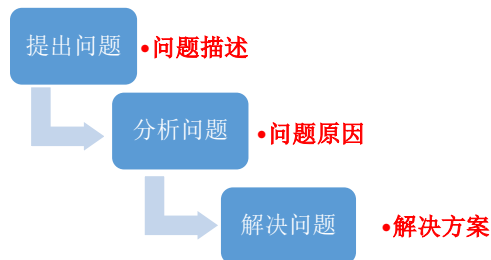 提出问题 •问题描述
分析问题 •问题原因
解决问题 •解决方案